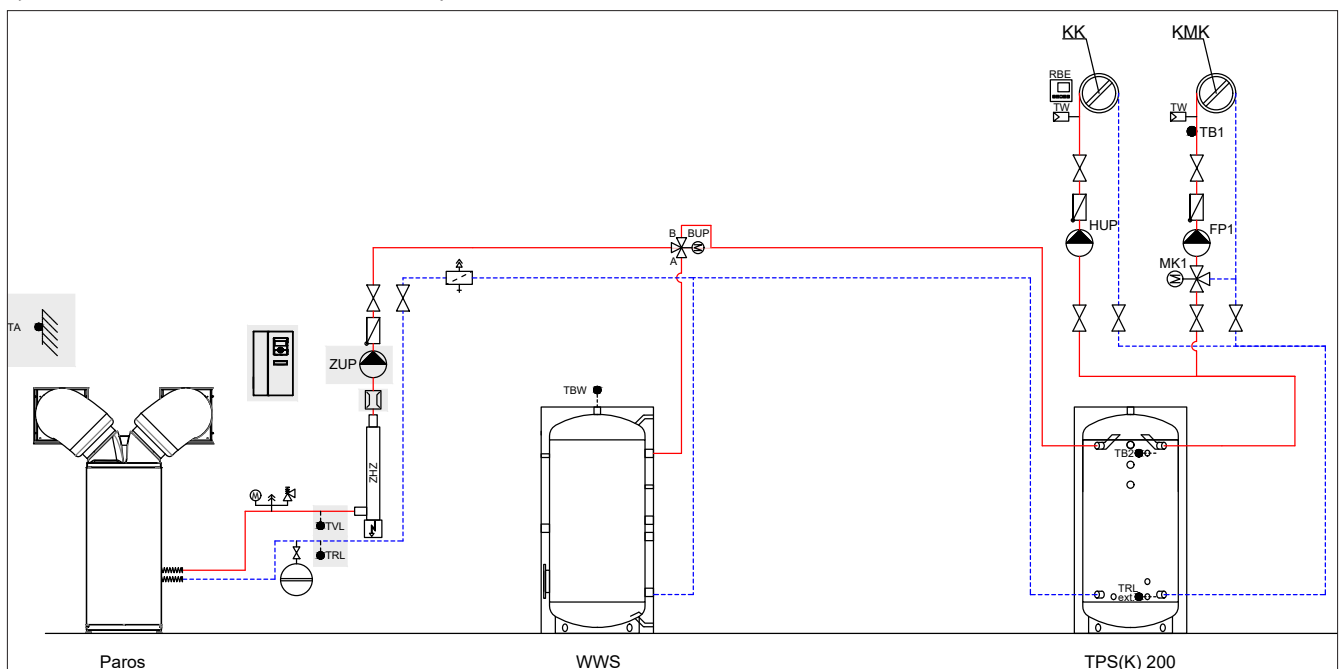 KK
KMK
RBE
TW
TW
TB1
HUP
FP1
B
BUP
A
MK1
TA
ZUP
TBW
ZHZ
TB2
M
TVL
TRL
TRL
ext.
Paros
WWS
TPS(K) 200